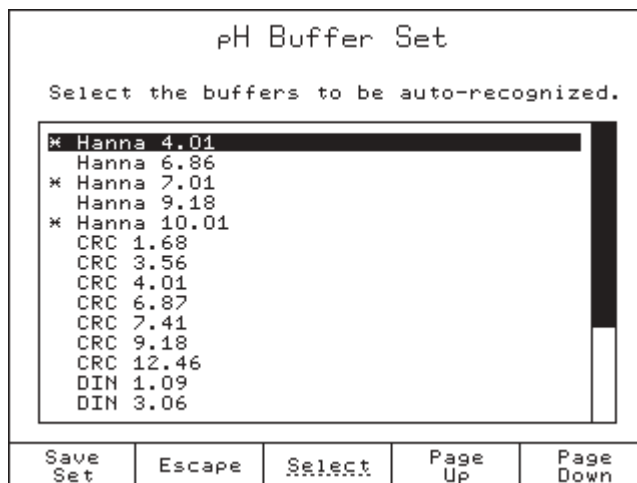 pH Buffer Set
Select the buffers to be auto-recognized.
* Hanna 4.01
Hanna 6.86
* Hanna 7.01
Hanna 9.18
* Hanna 10.01
CRC 1.68
CRC 3.56
CRC 4.01
CRC 6.87
CRC 7.41
CRC 9.18
CRC 12.46
DIN 1.09
DIN 3.06
Save Set
Escape
Select
Page Up
Page Down